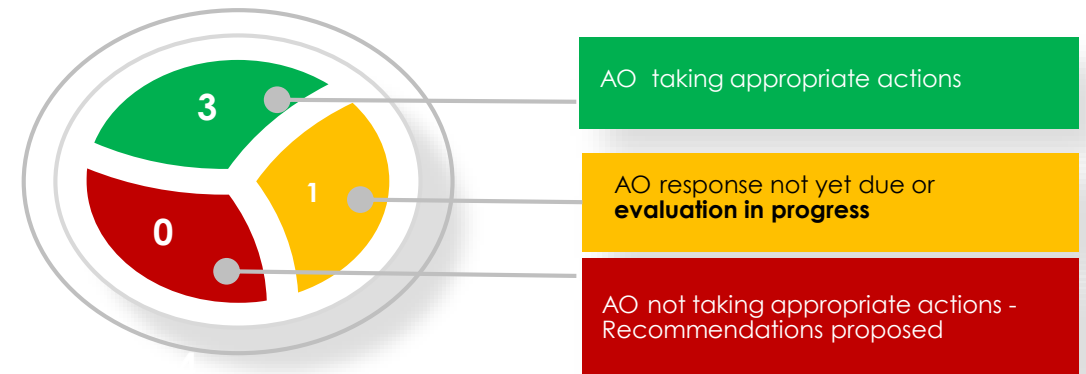 3
AO taking appropriate actions
1
AO response not yet due or
evaluation in progress
0
AO not taking appropriate actions -
Recommendations proposed